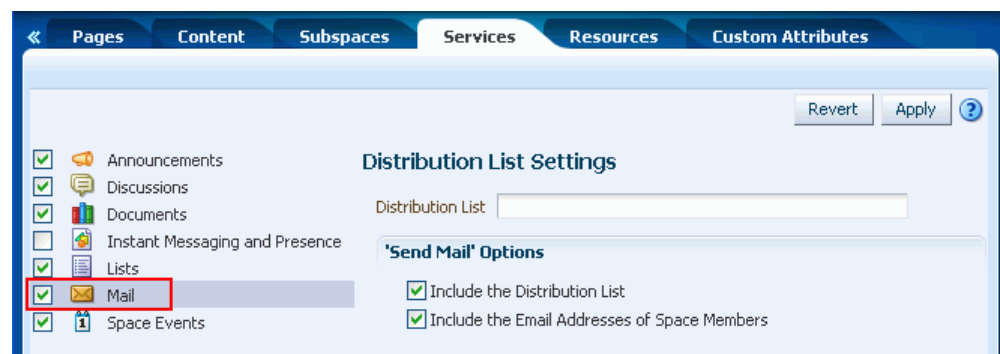 « Pages Content Subspaces Services Resources Custom Attributes
Revert Apply ?
Announcements
Discussions
Documents
Instant Messaging and Presence
Lists
Mail
1 Space Events
Distribution List Settings
Distribution List
'Send Mail' Options
Include the Distribution List
Include the Email Addresses of Space Members